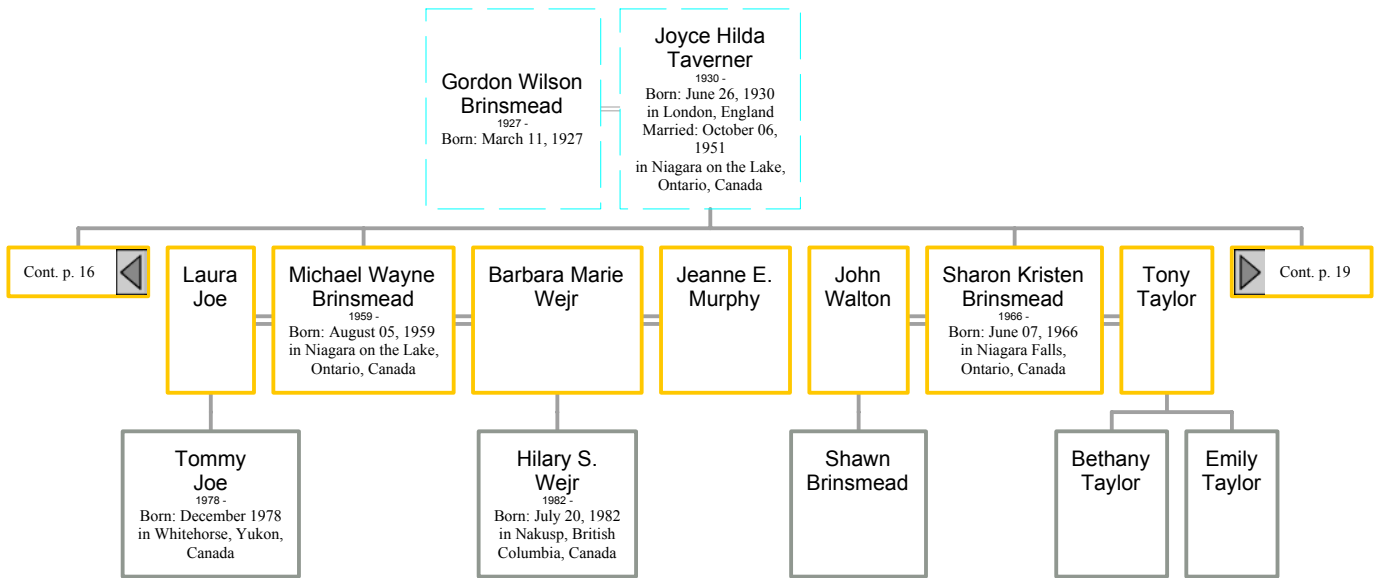 Gordon Wilson
Brinsmead
1927 -
Born: March 11, 1927
Joyce Hilda
Taverner
1930 -
Born: June 26, 1930
in London, England
Married: October 06,
1951
in Niagara on the Lake,
Ontario, Canada
Cont. p. 16
Laura
Joe
Michael Wayne
Brinsmead
1959 -
Born: August 05, 1959
in Niagara on the Lake,
Ontario, Canada
Barbara Marie
Wejr
Jeanne E.
Murphy
John
Walton
Sharon Kristen
Brinsmead
1966 -
Born: June 07, 1966
in Niagara Falls,
Ontario, Canada
Tony
Taylor
Cont. p. 19
Tommy
Joe
1978 -
Born: December 1978
in Whitehorse, Yukon,
Canada
Hilary S.
Wejr
1982 -
Born: July 20, 1982
in Nakusp, British
Columbia, Canada
Shawn
Brinsmead
Bethany
Taylor
Emily
Taylor